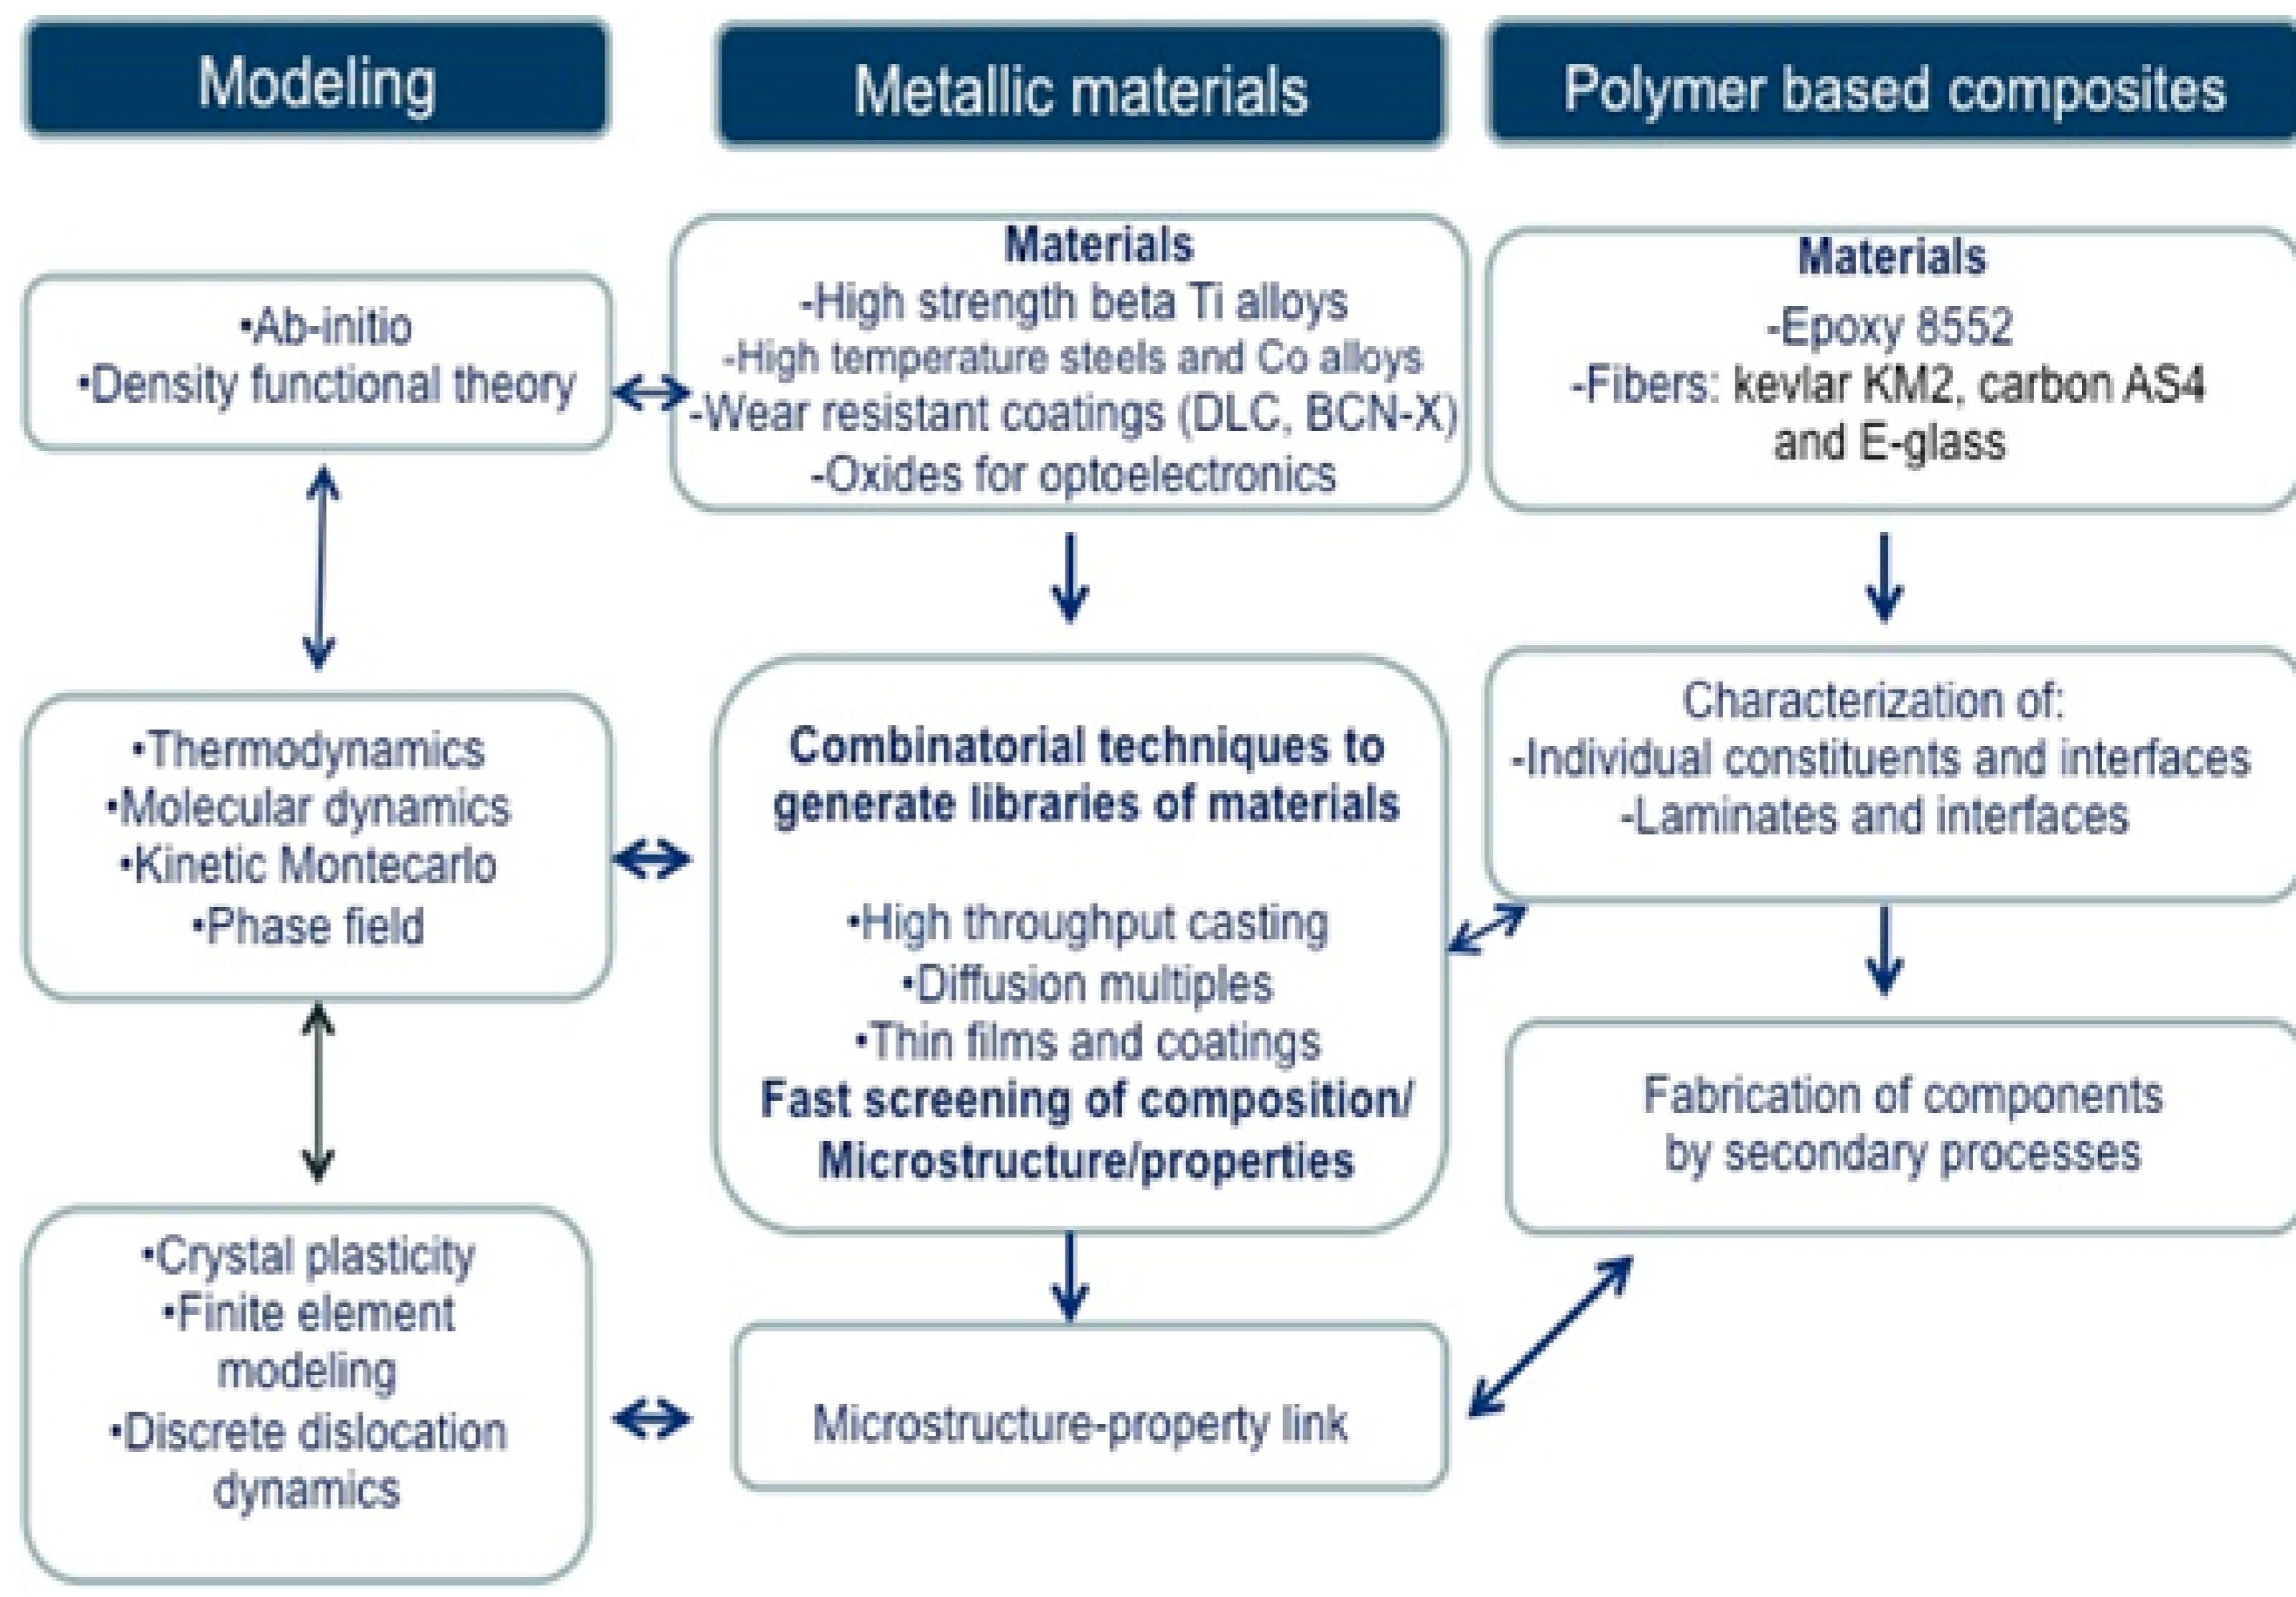 Modeling
Metallic materials
Polymer based composites
•Ab-initio
•Density functional theory
•Thermodynamics
•Molecular dynamics
•Kinetic Montecarlo
•Phase field
•Crystal plasticity
•Finite element
modeling
•Discrete dislocation
dynamics
Materials
-High strength beta Ti alloys
-High temperature steels and Co alloys
-Wear resistant coatings (DLC, BCN-X)
-Oxides for optoelectronics
Combinatorial techniques to
generate libraries of materials
•High throughput casting
•Diffusion multiples
•Thin films and coatings
Fast screening of composition/
Microstructure/properties
Microstructure-property link
Materials
-Epoxy 8552
-Fibers: kevlar KM2, carbon AS4
and E-glass
Characterization of:
-Individual constituents and interfaces
-Laminates and interfaces
Fabrication of components
by secondary processes